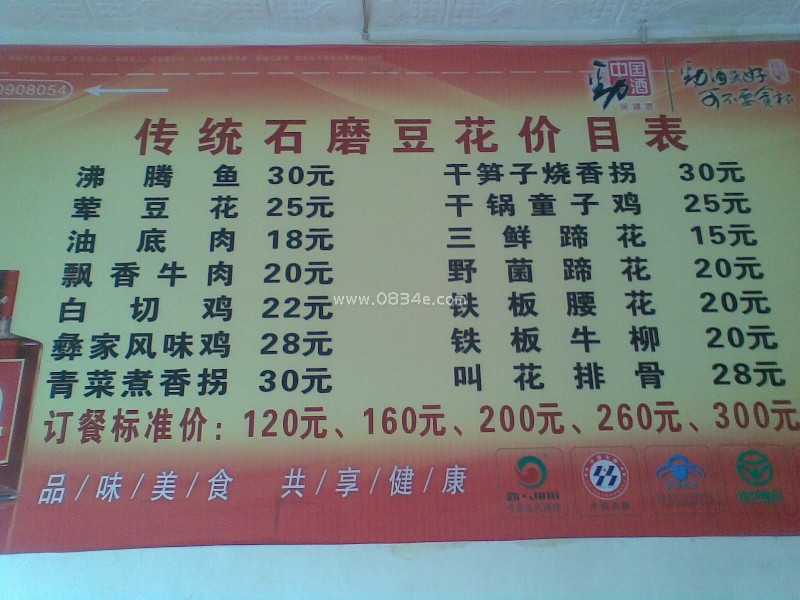 0908054
中国
劲酒
保健酒
劲酒虽好
可不要贪杯
传统石磨豆花价目表
沸腾鱼 30元 干笋子烧香拐 30元
荤豆花 25元 干锅童子鸡 25元
油底肉 18元 三鲜蹄花 15元
飘香牛肉 20元 野菌蹄花 20元
白切鸡 22元 铁板腰花 20元
彝家风味鸡 28元 铁板牛柳 20元
青菜煮香拐 30元 叫花排骨 28元
www.0834e.com
订餐标准价：120元、160元、200元、260元、300元
品/味/美/食 共/享/健/康